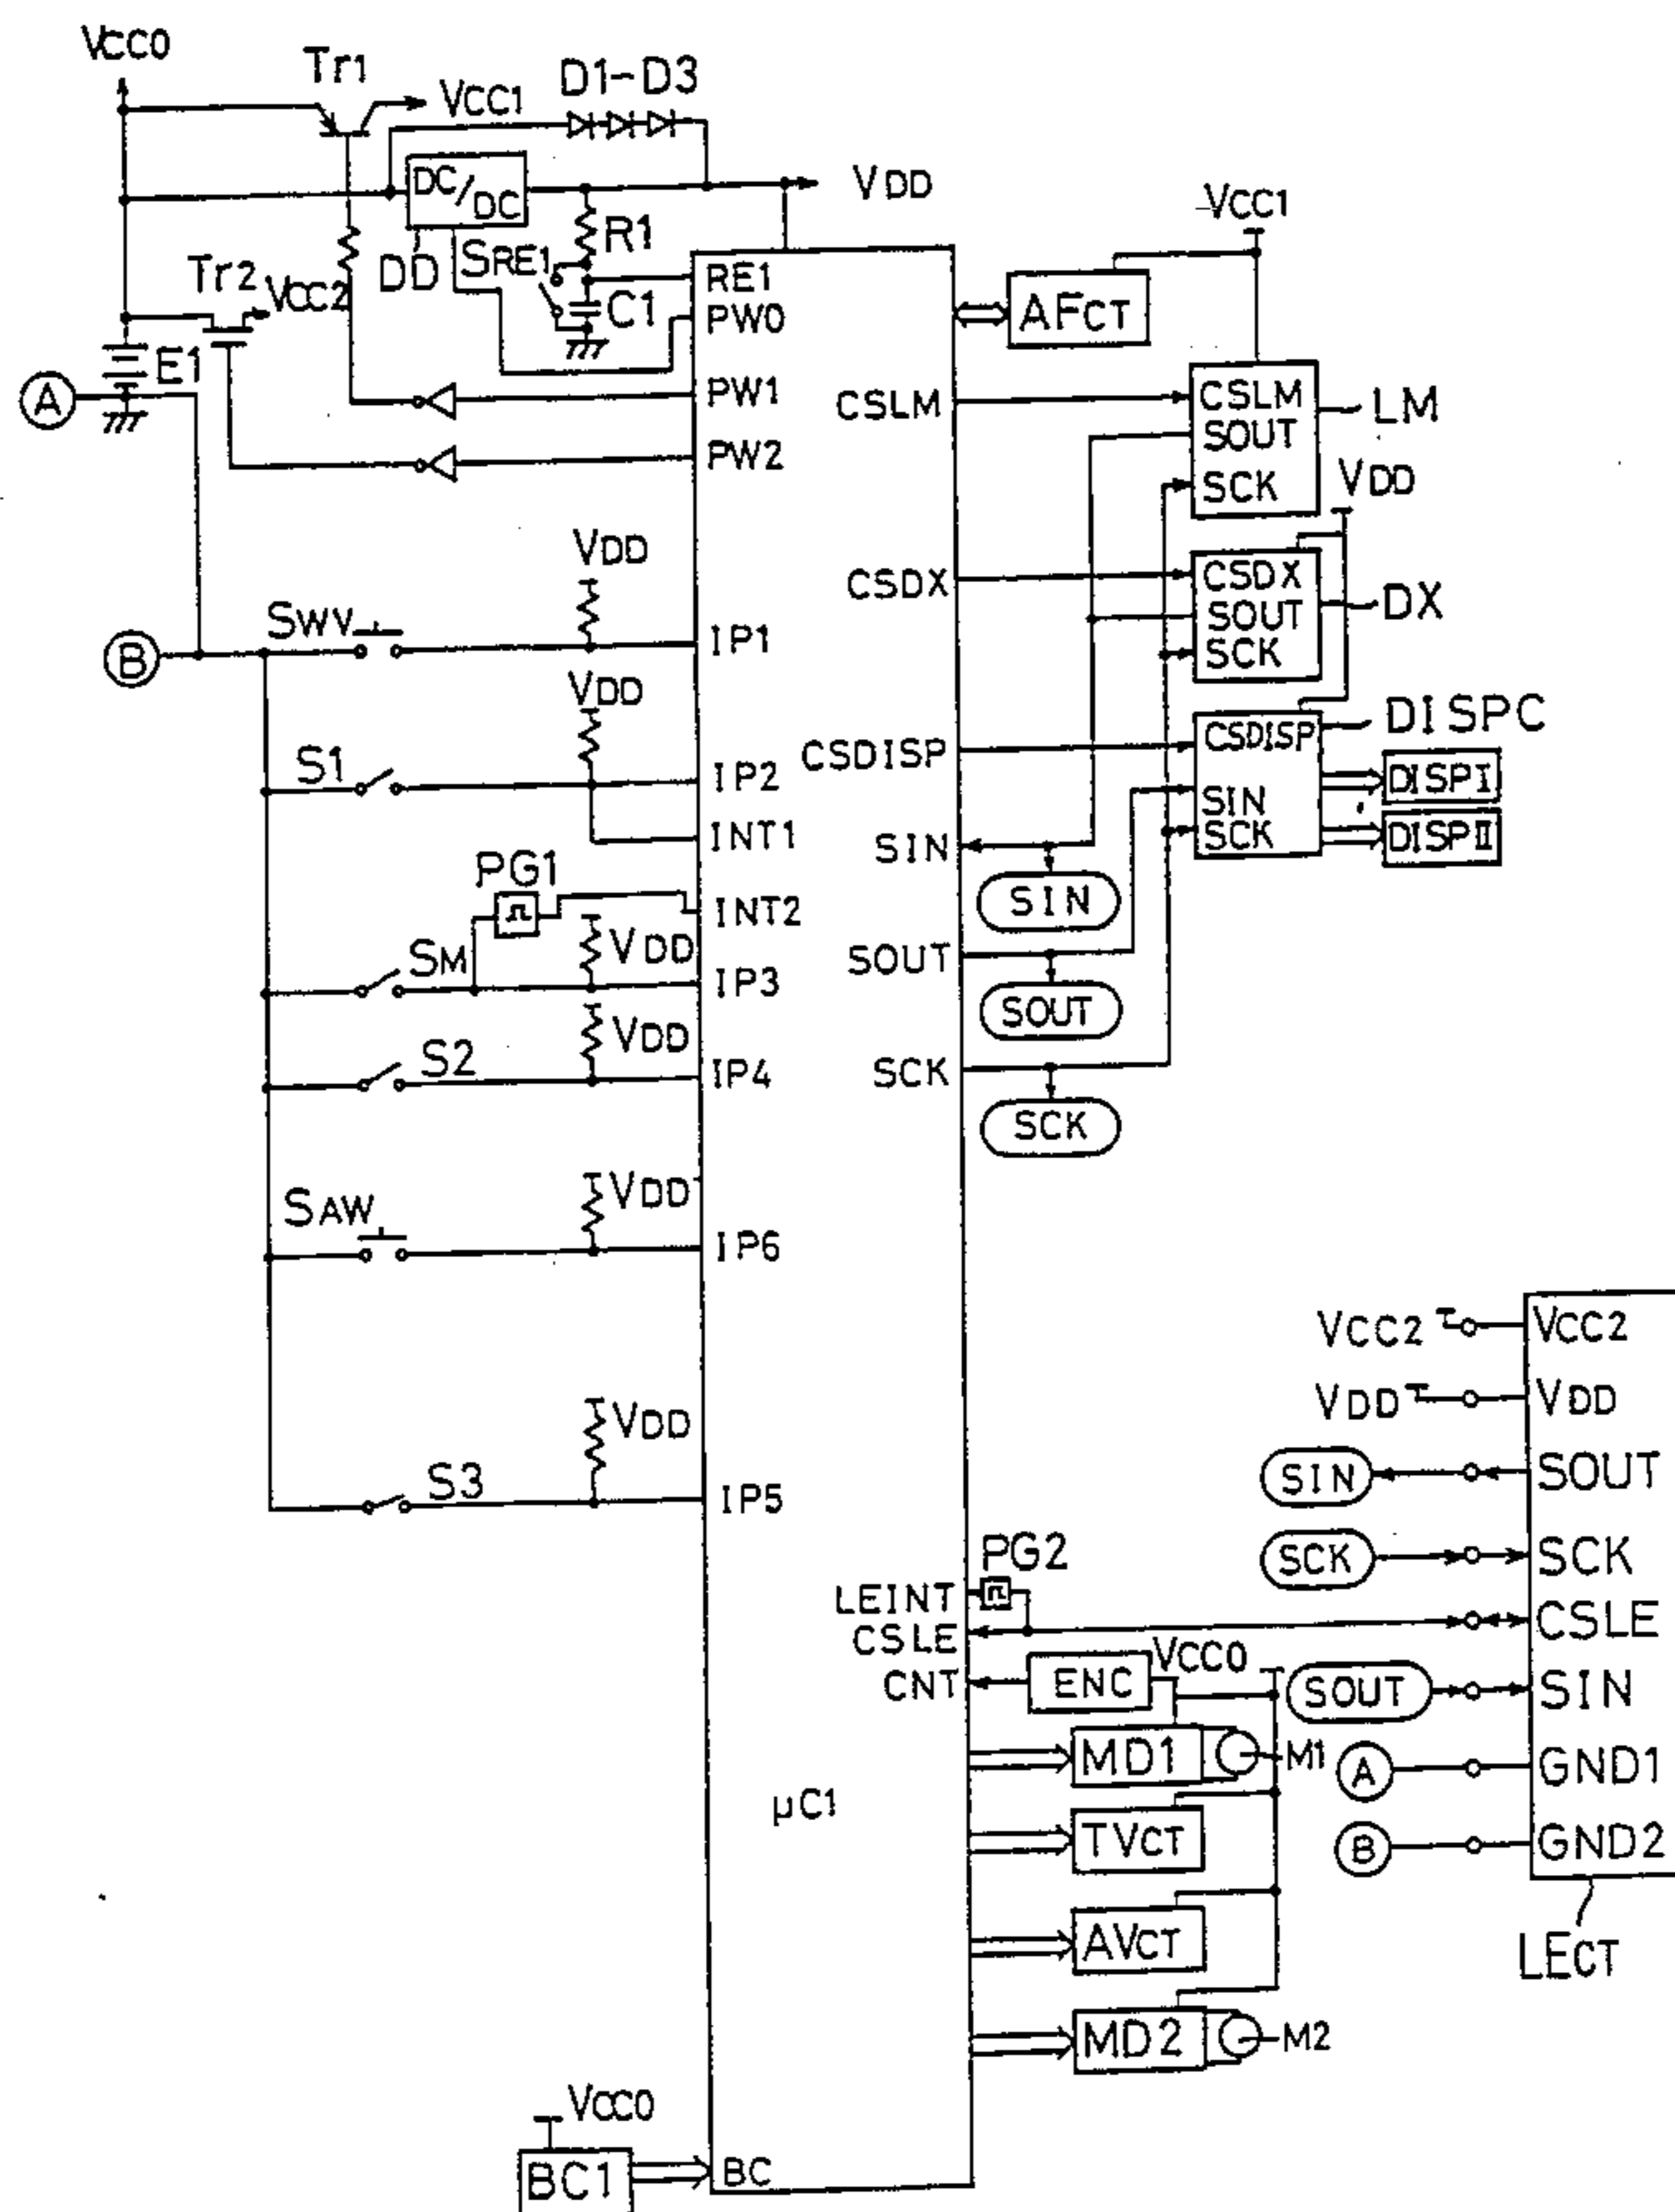 VCC0
Tr1
VCC1
D1-D3
DC/DC
VDD
R1
DD
SRE1
C1
Tr2
VCC2
E1
A
RE1
PW0
PW1
PW2
VCC1
AFCT
CSLM
CSLM
SOUT
SCK
LM
VDD
CSDX
CSDX
SOUT
SCK
DX
VDD
SWV
IP1
B
VDD
S1
IP2
INT1
CSDISP
CSDISP
SIN
SCK
DISPC
DISPI
DISPII
SIN
SIN
PG1
INT2
VDD
SM
IP3
SOUT
SOUT
VDD
S2
IP4
SCK
SCK
VDD
SAW
IP6
VDD
S3
IP5
VCC2
VCC2
VDD
VDD
SIN
SOUT
SCK
SCK
PG2
LEINT
CSLE
CSLE
CNT
ENC
VCC0
SOUT
SIN
MD1
M1
A
GND1
μC1
TVCT
B
GND2
AVCT
LECT
MD2
M2
VCC0
BC1
BC